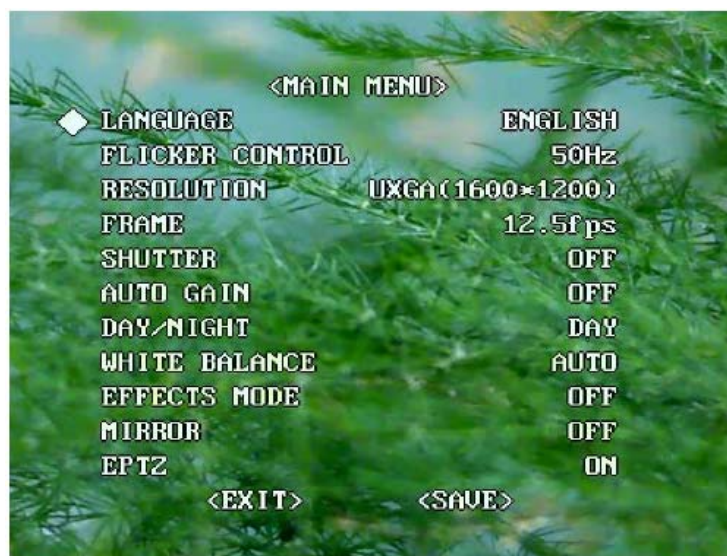 <MAIN MENU>
LANGUAGE ENGLISH
FLICKER CONTROL 50Hz
RESOLUTION UXGA(1600*1200)
FRAME 12.5fps
SHUTTER OFF
AUTO GAIN OFF
DAY/NIGHT DAY
WHITE BALANCE AUTO
EFFECTS MODE OFF
MIRROR OFF
EPTZ ON
<EXIT> <SAVE>